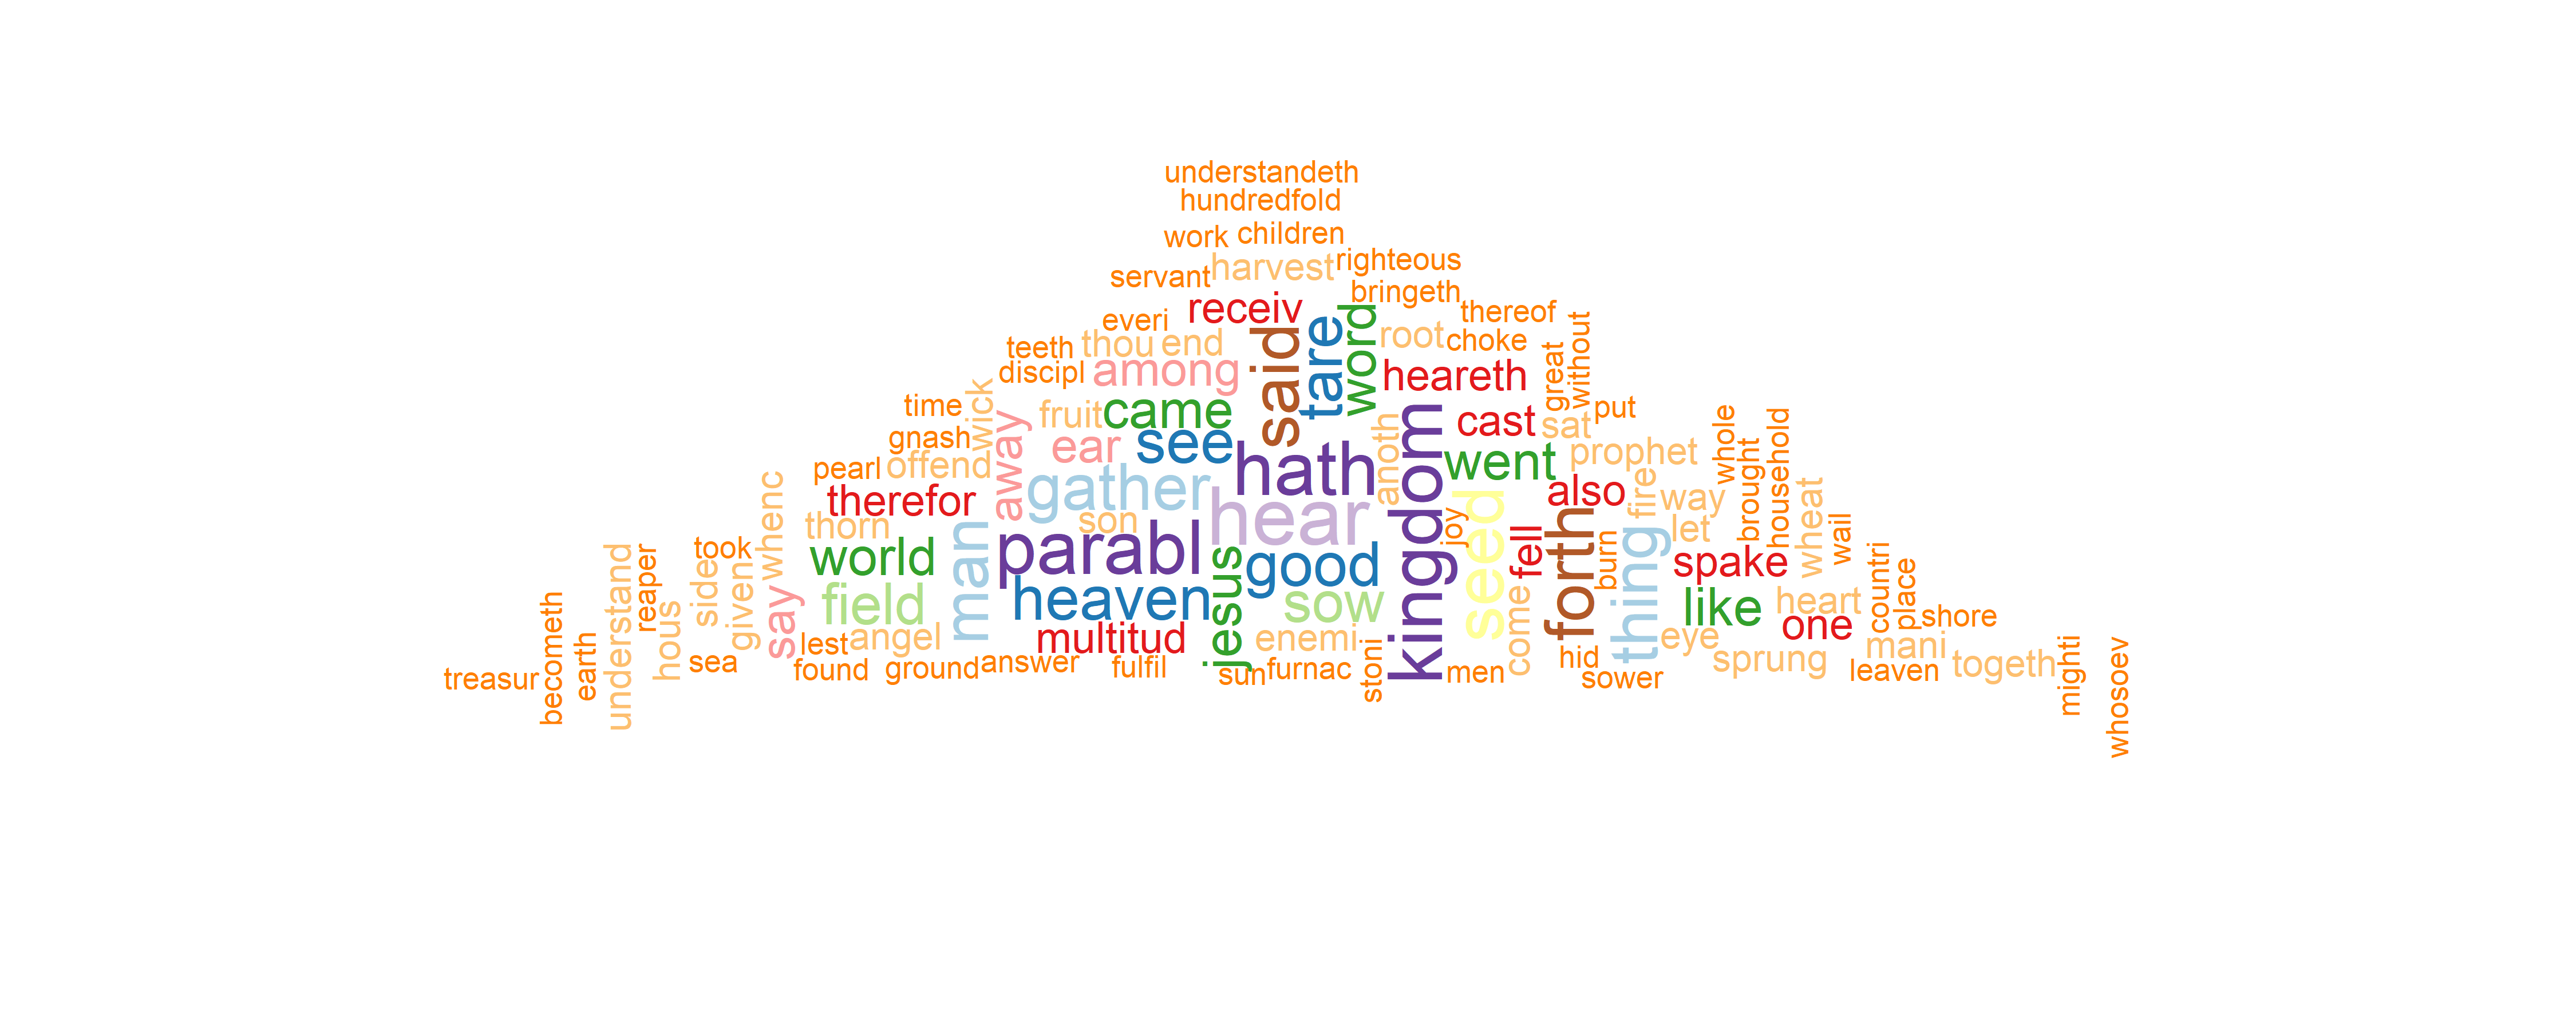 understandeth
hundredfold
work children
servant harvest righteous
bringeth
everi receiv said tare word thereof
teeth thou end root choke without
discipl among heareth great
time wick fruit came cast sat put
gnash away ear see anoth went prophet whole brought household
pearl offend gather hath kingdom
therefor hear seed also fire way
whenc thorn son joy let wheat wail
took world man parabl jesus good fell forth burn thing spake
understand reaper side given say field heaven sow like heart countri place shore
becometh earth hous lest angel multitud enemi come eye one mani
treasur sea found ground answer fulfil sun furnac stoni men hid sower sprung leaven togeth mighti whosoev